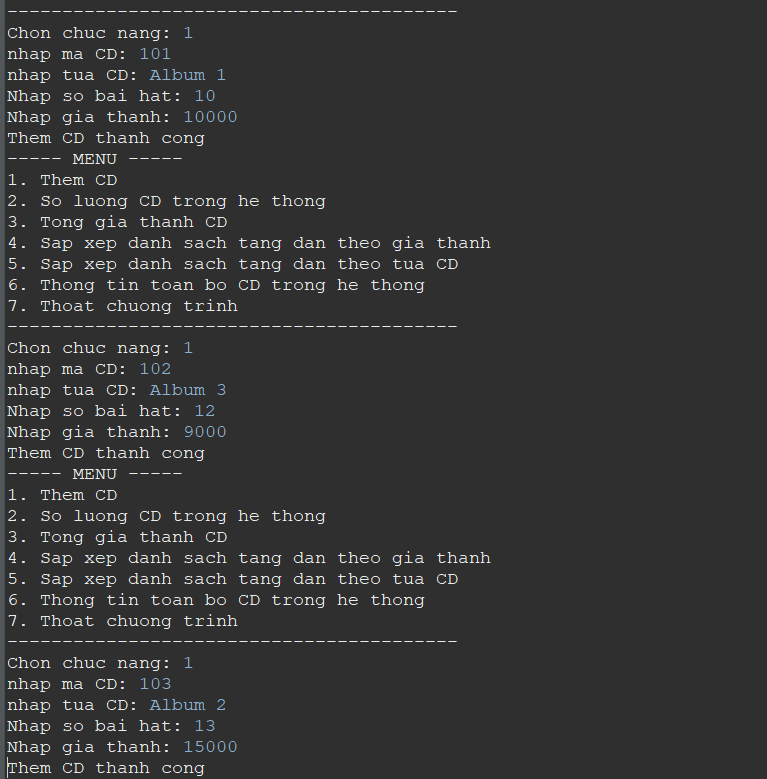 -----------------------------------------
Chon chuc nang: 1
nhap ma CD: 101
nhap tua CD: Album 1
Nhap so bai hat: 10
Nhap gia thanh: 10000
Them CD thanh cong
----- MENU -----
1. Them CD
2. So luong CD trong he thong
3. Tong gia thanh CD
4. Sap xep danh sach tang dan theo gia thanh
5. Sap xep danh sach tang dan theo tua CD
6. Thong tin toan bo CD trong he thong
7. Thoat chuong trinh
-----------------------------------------
Chon chuc nang: 1
nhap ma CD: 102
nhap tua CD: Album 3
Nhap so bai hat: 12
Nhap gia thanh: 9000
Them CD thanh cong
----- MENU -----
1. Them CD
2. So luong CD trong he thong
3. Tong gia thanh CD
4. Sap xep danh sach tang dan theo gia thanh
5. Sap xep danh sach tang dan theo tua CD
6. Thong tin toan bo CD trong he thong
7. Thoat chuong trinh
-----------------------------------------
Chon chuc nang: 1
nhap ma CD: 103
nhap tua CD: Album 2
Nhap so bai hat: 13
Nhap gia thanh: 15000
Them CD thanh cong